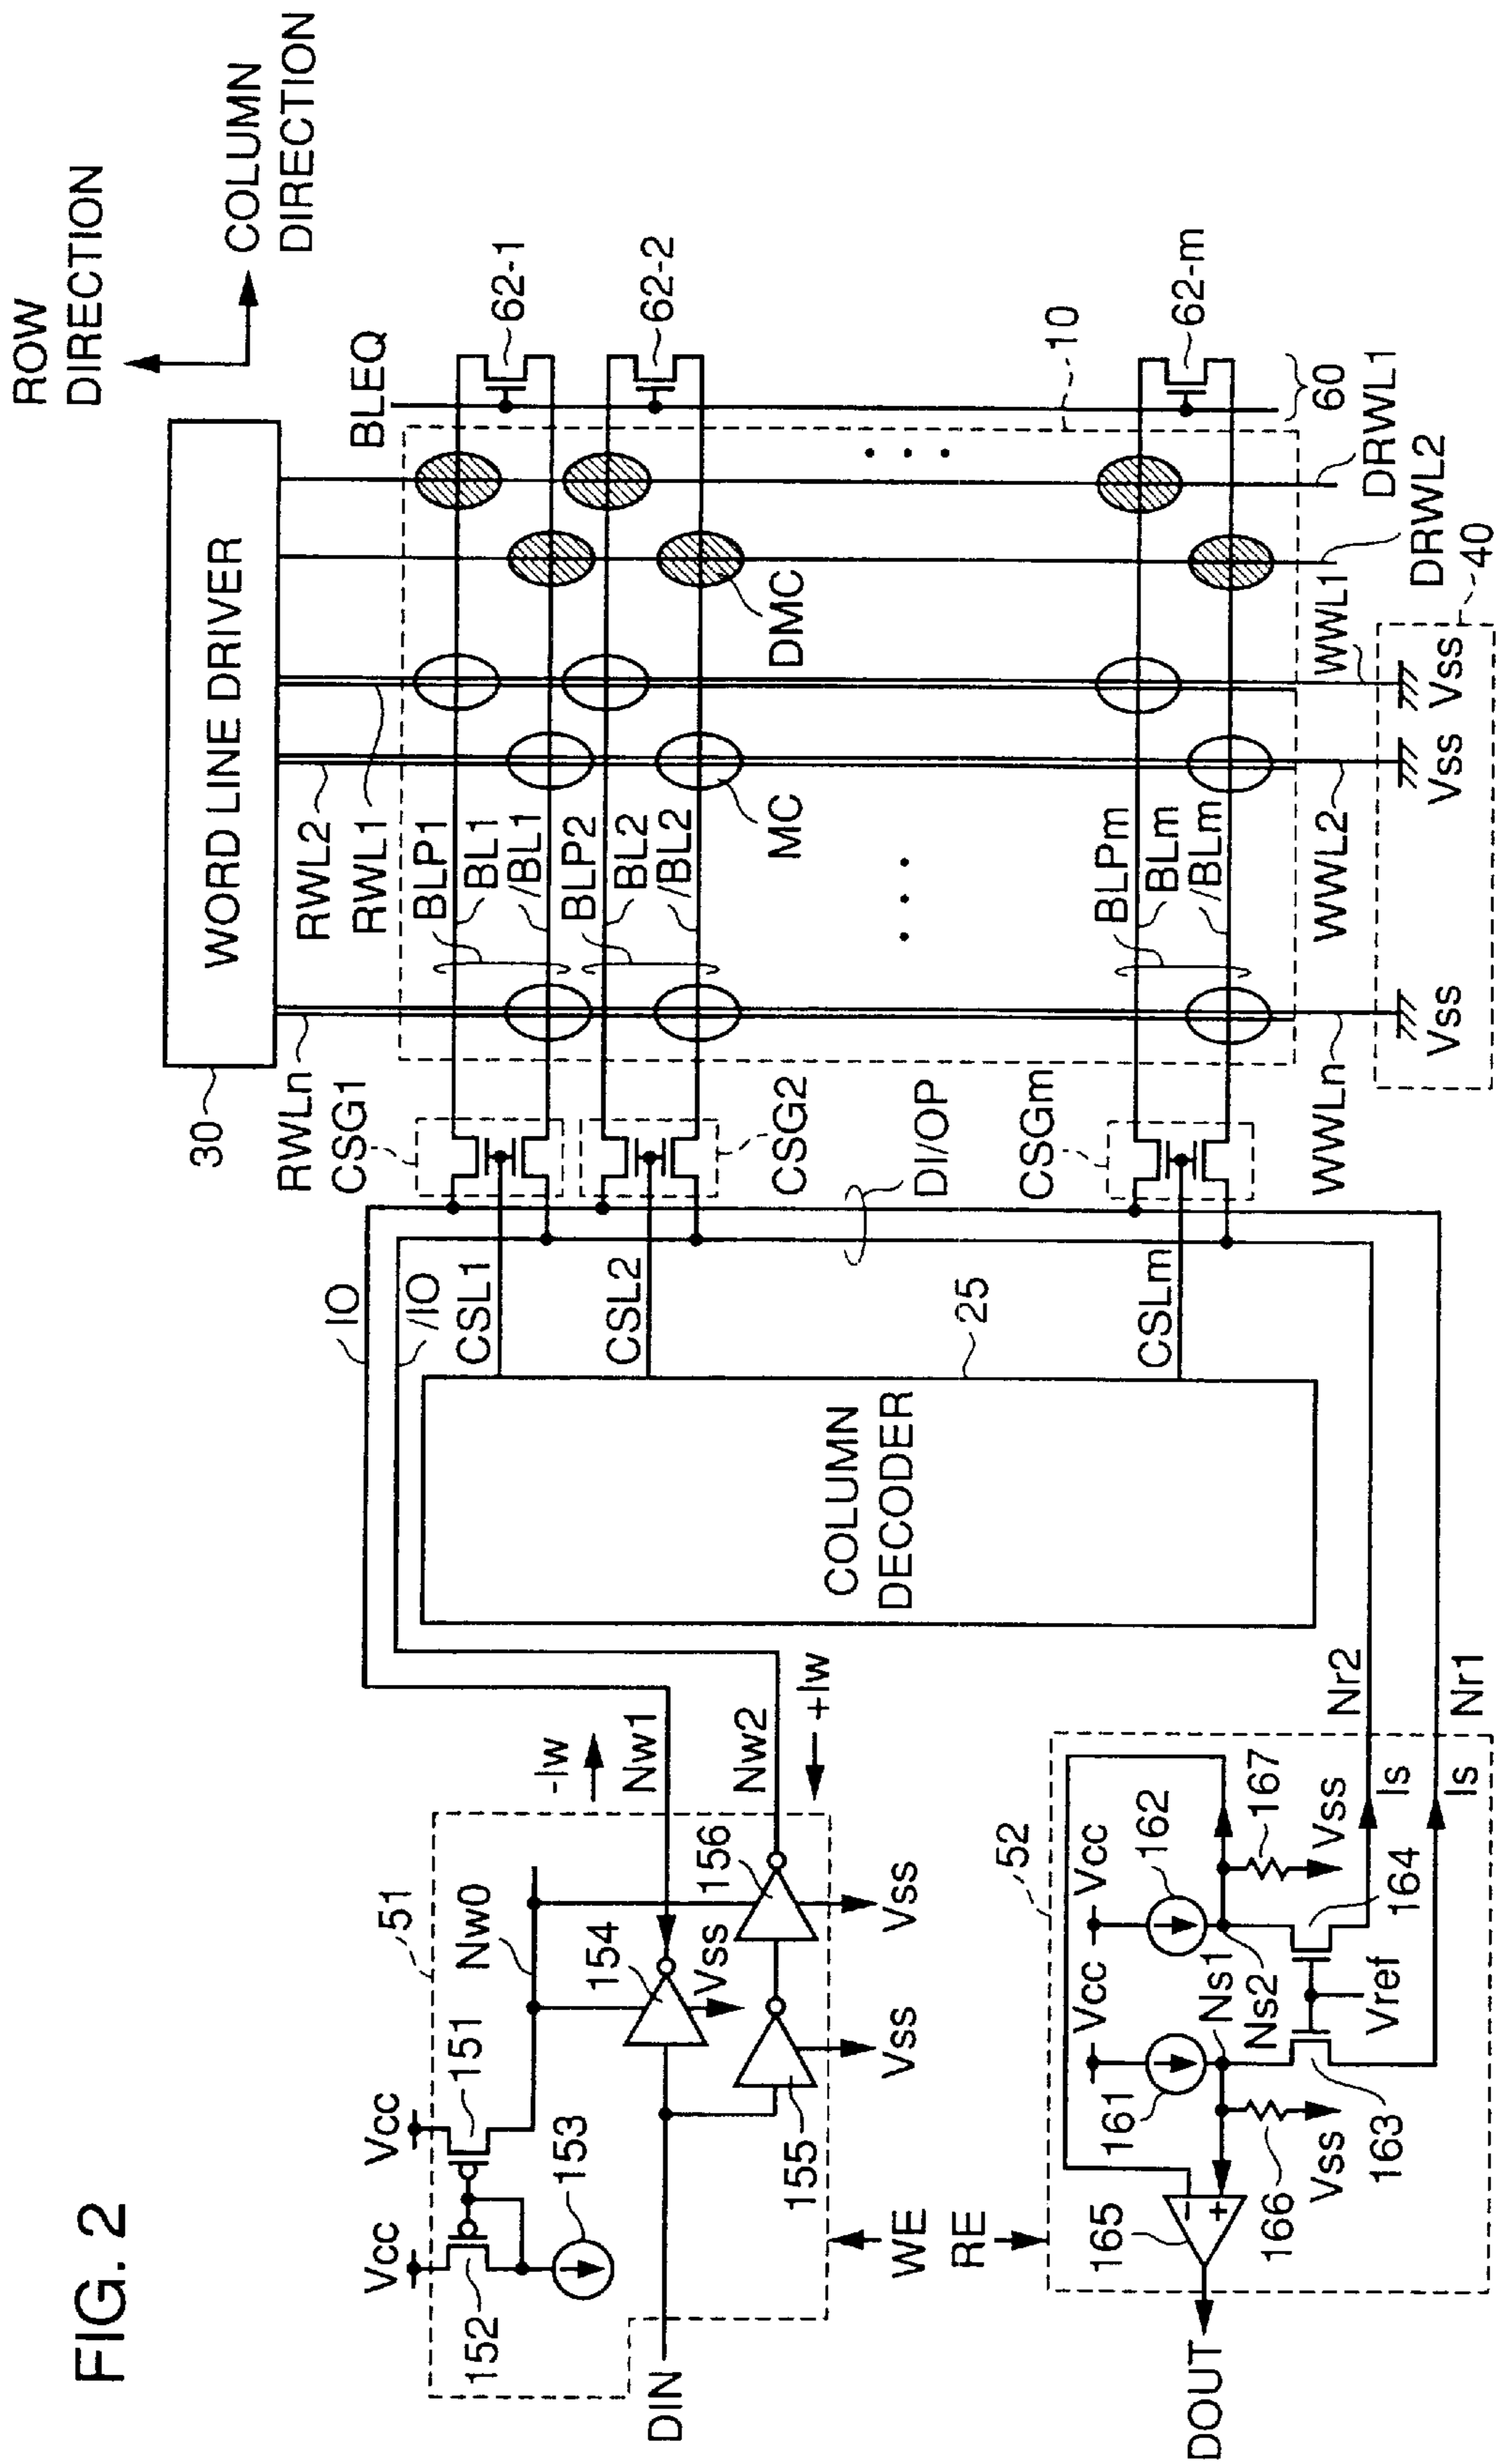 FIG. 2
ROW
DIRECTION
COLUMN
DIRECTION
WORD LINE DRIVER
30
RWLn
RWL2
RWL1
BLEQ
CSG1
BLP1
BL1
/BL1
62-1
CSG2
BLP2
BL2
/BL2
62-2
MC
DMC
CSGm
BLPm
BLm
/BLm
62-m
10
60
DRWL1
DRWL2
WWL1
WWL2
WWLn
40
Vss
Vss
Vss
DI/OP
IO
/IO
CSL1
CSL2
CSLm
25
COLUMN
DECODER
51
Vcc
Vcc
151
152
153
Nw0
154
155
156
Vss
Vss
Vss
-Iw
Nw1
Nw2
+Iw
DIN
WE
RE
52
Vcc
Vcc
161
162
Ns1
Ns2
163
164
165
166
167
Vss
Vss
Vref
Nr2
Is
Nr1
Is
-
+
DOUT